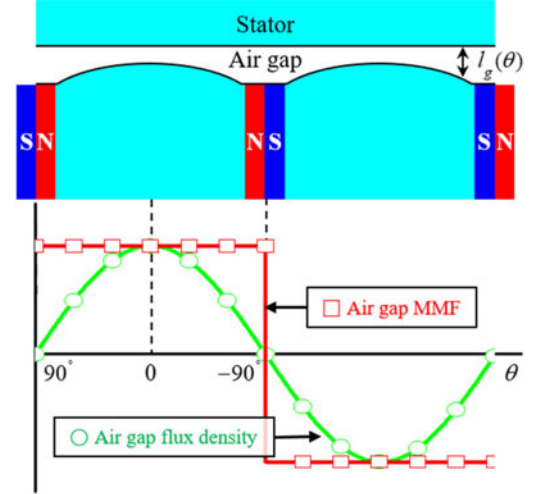 Stator
Air gap
l_g(θ)
S N N S S N
□ Air gap MMF
90° 0 −90° θ
○ Air gap flux density